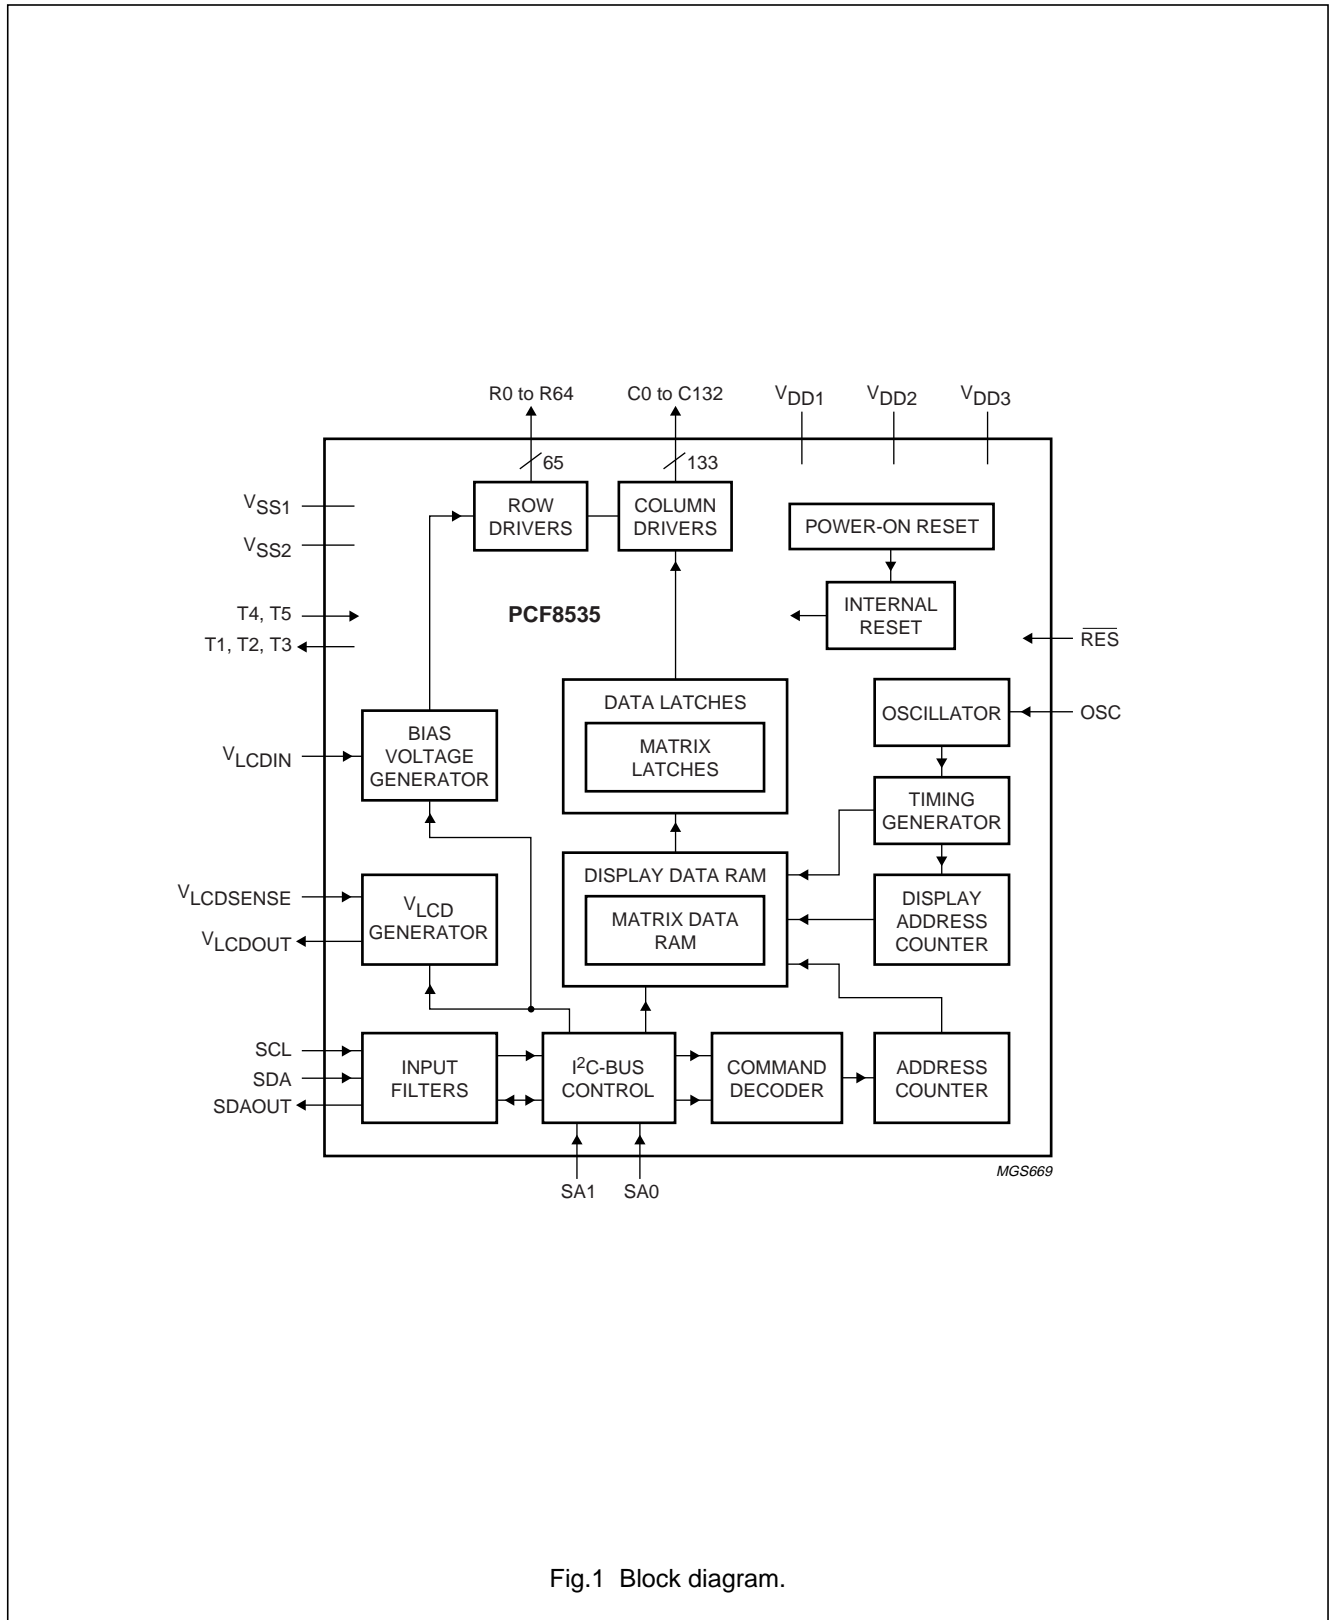 R0 to R64
C0 to C132
VDD1
VDD2
VDD3
65
133
VSS1
VSS2
ROW
DRIVERS
COLUMN
DRIVERS
POWER-ON RESET
T4, T5
T1, T2, T3
PCF8535
INTERNAL
RESET
RES
DATA LATCHES
MATRIX
LATCHES
OSCILLATOR
OSC
VLCDIN
BIAS
VOLTAGE
GENERATOR
TIMING
GENERATOR
VLCDSENSE
VLCDOUT
VLCD
GENERATOR
DISPLAY DATA RAM
MATRIX DATA
RAM
DISPLAY
ADDRESS
COUNTER
SCL
SDA
SDAOUT
INPUT
FILTERS
I2C-BUS
CONTROL
COMMAND
DECODER
ADDRESS
COUNTER
MGS669
SA1
SA0
Fig.1 Block diagram.